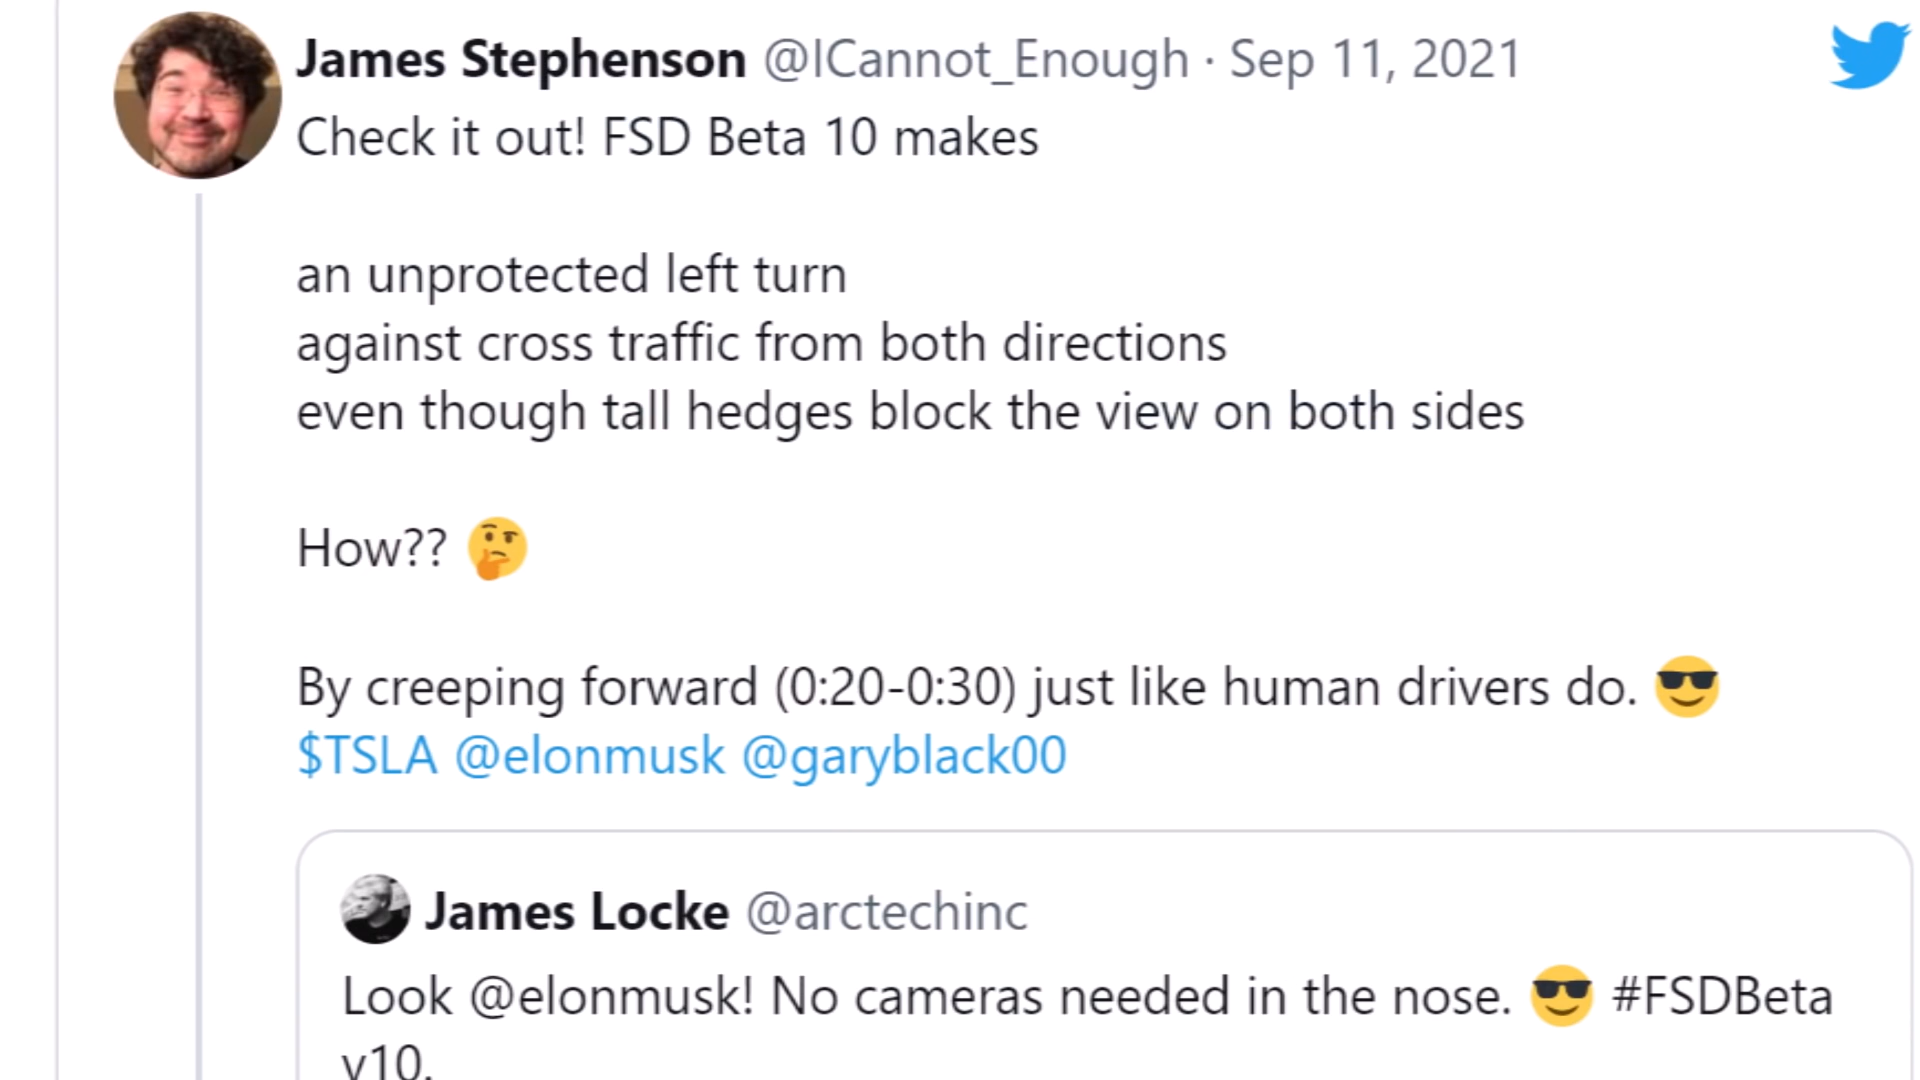 James Stephenson @ICannot_Enough · Sep 11, 2021
Check it out! FSD Beta 10 makes
an unprotected left turn
against cross traffic from both directions
even though tall hedges block the view on both sides
How?? 🤔
By creeping forward (0:20-0:30) just like human drivers do. 😎
$TSLA @elonmusk @garyblack00
James Locke @arctechinc
Look @elonmusk! No cameras needed in the nose. 😎 #FSDBeta
v10.